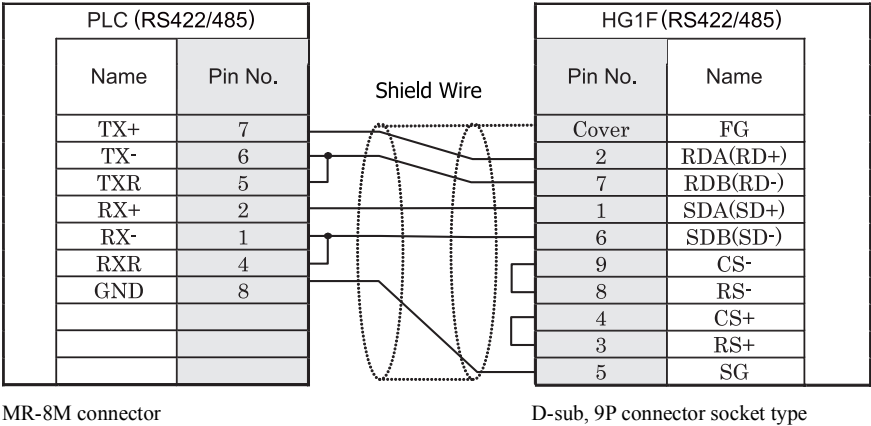 PLC (RS422/485) HG1F (RS422/485)
Name Pin No. Pin No. Name
Shield Wire
TX+ 7 Cover FG
TX- 6 2 RDA(RD+)
TXR 5 7 RDB(RD-)
RX+ 2 1 SDA(SD+)
RX- 1 6 SDB(SD-)
RXR 4 9 CS-
GND 8 8 RS-
4 CS+
3 RS+
5 SG
MR-8M connector D-sub, 9P connector socket type